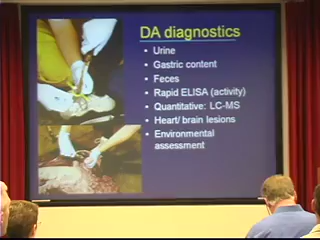 DA diagnostics
• Urine
• Gastric content
• Feces
• Rapid ELISA (activity)
• Quantitative: LC-MS
• Heart/ brain lesions
• Environmental
assessment